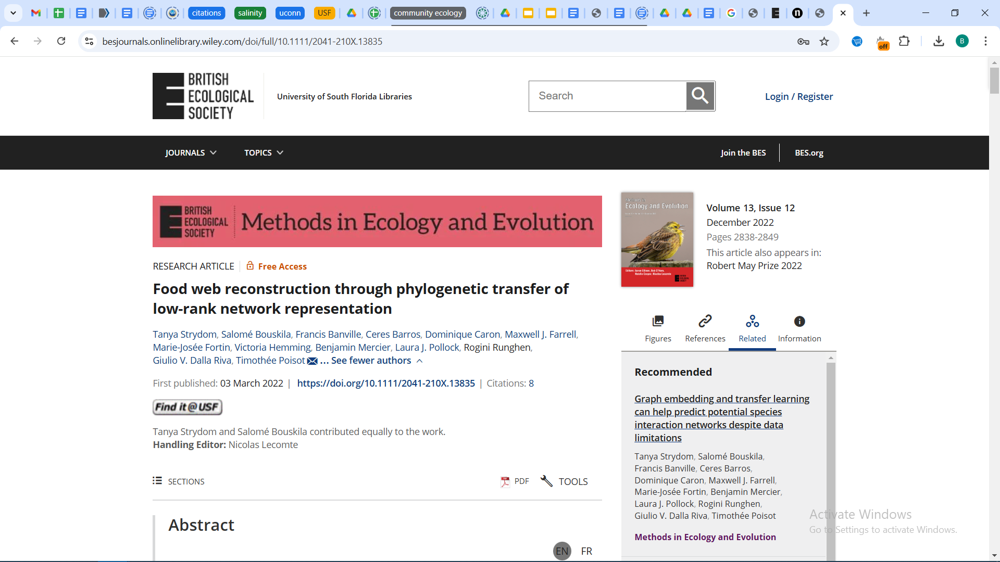 citations
salinity
uconn
USF
community ecology
besjournals.onlinelibrary.wiley.com/doi/full/10.1111/2041-210X.13835
off
B
BRITISH
ECOLOGICAL
SOCIETY
University of South Florida Libraries
Search
Login / Register
JOURNALS
TOPICS
Join the BES
BES.org
BRITISH
ECOLOGICAL
SOCIETY
Methods in Ecology and Evolution
RESEARCH ARTICLE
Free Access
Food web reconstruction through phylogenetic transfer of
low-rank network representation
Tanya Strydom, Salomé Bouskila, Francis Banville, Ceres Barros, Dominique Caron, Maxwell J. Farrell,
Marie-Josée Fortin, Victoria Hemming, Benjamin Mercier, Laura J. Pollock, Rogini Runghen,
Giulio V. Dalla Riva, Timothée Poisot ... See fewer authors
First published: 03 March 2022 | https://doi.org/10.1111/2041-210X.13835 | Citations: 8
Find it@USF
Tanya Strydom and Salomé Bouskila contributed equally to the work.
Handling Editor: Nicolas Lecomte
SECTIONS
PDF
TOOLS
Abstract
EN
FR
Methods in
Ecology and Evolution
Volume 13, Issue 12
December 2022
Pages 2838-2849
This article also appears in:
Robert May Prize 2022
Figures
References
Related
Information
Recommended
Graph embedding and transfer learning
can help predict potential species
interaction networks despite data
limitations
Tanya Strydom, Salomé Bouskila,
Francis Banville, Ceres Barros,
Dominique Caron, Maxwell J. Farrell,
Marie-Josée Fortin, Benjamin Mercier,
Laura J. Pollock, Rogini Runghen,
Giulio V. Dalla Riva, Timothée Poisot
Methods in Ecology and Evolution
Activate Windows
Go to Settings to activate Windows.